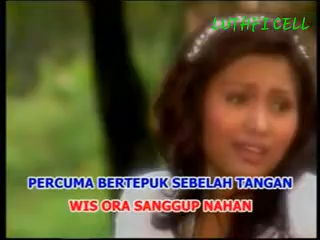 LUTHFI CELL
PERCUMA BERTEPUK SEBELAH TANGAN
WIS ORA SANGGUP NAHAN